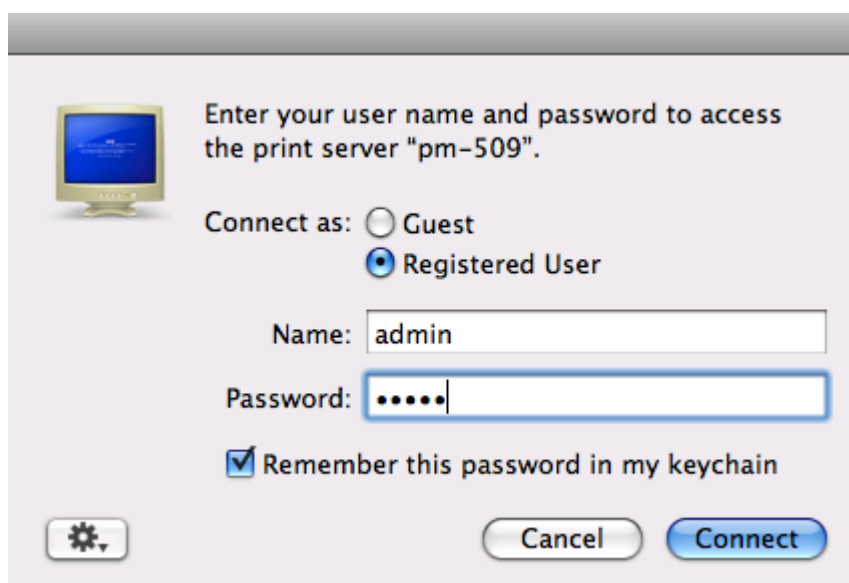 Enter your user name and password to access
the print server "pm-509".
Connect as: Guest
Registered User
Name: admin
Password: •••••
Remember this password in my keychain
Cancel Connect